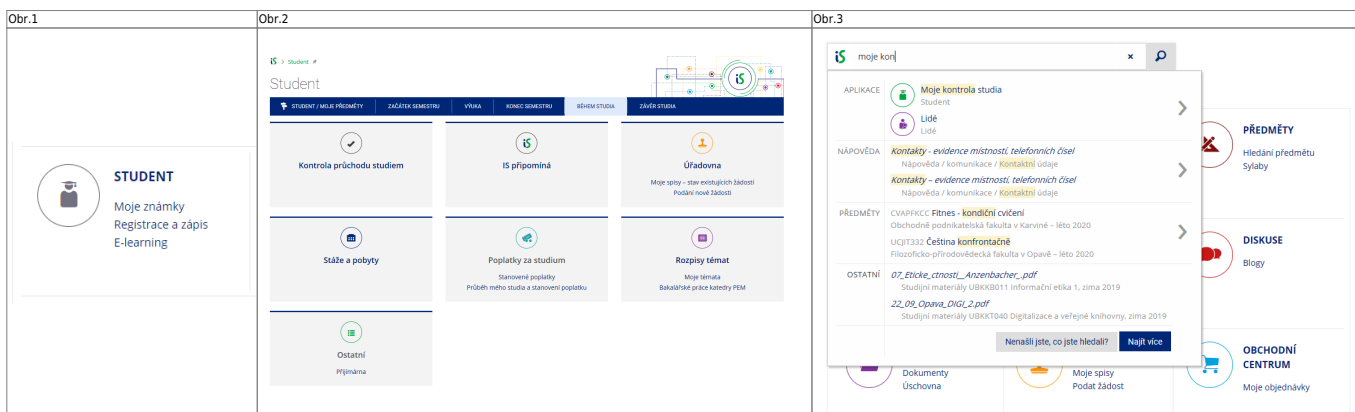 Obr.1
Obr.2
Obr.3
STUDENT
Moje známky
Registrace a zápis
E-learning
iS > Student
Student
iS
STUDENT / MOJE PŘEDMĚTY
ZAČÁTEK SEMESTRU
VÝUKA
KONEC SEMESTRU
BĚHEM STUDIA
ZÁVĚR STUDIA
Kontrola průchodu studiem
iS
IS připomíná
Úřadovna
Moje spisy – stav existujících žádostí
Podání nové žádosti
Stáže a pobyty
Poplatky za studium
Stanovené poplatky
Průběh mého studia a stanovení poplatku
Rozpisy témat
Moje témata
Bakalářské práce katedry PEM
Ostatní
Přijímárna
iS moje kon x
APLIKACE
Moje kontrola studia
Student
Lidé
Lidé
NÁPOVĚDA
Kontakty - evidence místností, telefonních čísel
Nápověda / komunikace / Kontaktní údaje
Kontakty – evidence místností, telefonních čísel
Nápověda / komunikace / Kontaktní údaje
PŘEDMĚTY
CVAPFKCC Fitnes - kondiční cvičení
Obchodně podnikatelská fakulta v Karviné – léto 2020
UCJIT332 Čeština konfrontačně
Filozoficko-přírodovědecká fakulta v Opavě – léto 2020
OSTATNÍ
07_Eticke_ctnosti__Anzenbacher_.pdf
Studijní materiály UBKKB011 Informační etika 1, zima 2019
22_09_Opava_DIGI_2.pdf
Studijní materiály UBKKT040 Digitalizace a veřejné knihovny, zima 2019
Nenašli jste, co jste hledali?
Najít více
PŘEDMĚTY
Hledání předmětu
Sylaby
DISKUSE
Blogy
Dokumenty
Úschovna
Moje spisy
Podat žádost
OBCHODNÍ
CENTRUM
Moje objednávky